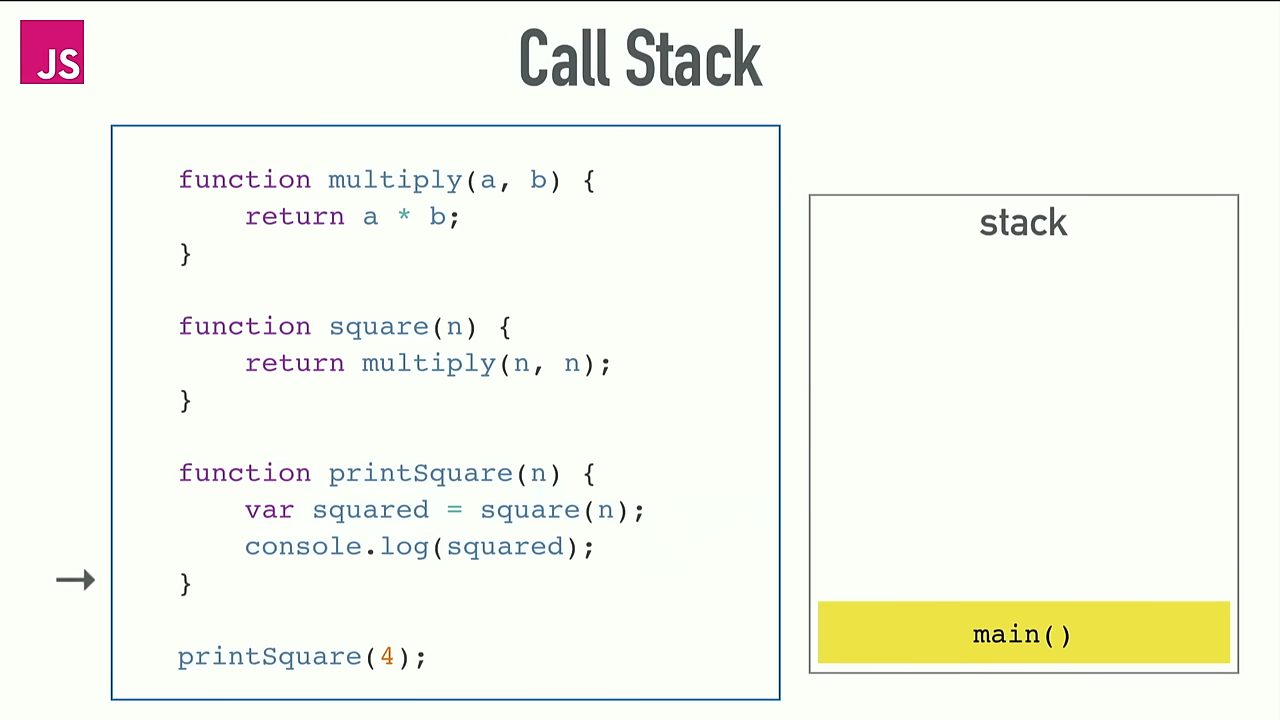 JS
Call Stack
function multiply(a, b) {
    return a * b;
}
function square(n) {
    return multiply(n, n);
}
function printSquare(n) {
    var squared = square(n);
    console.log(squared);
}
printSquare(4);
stack
main()